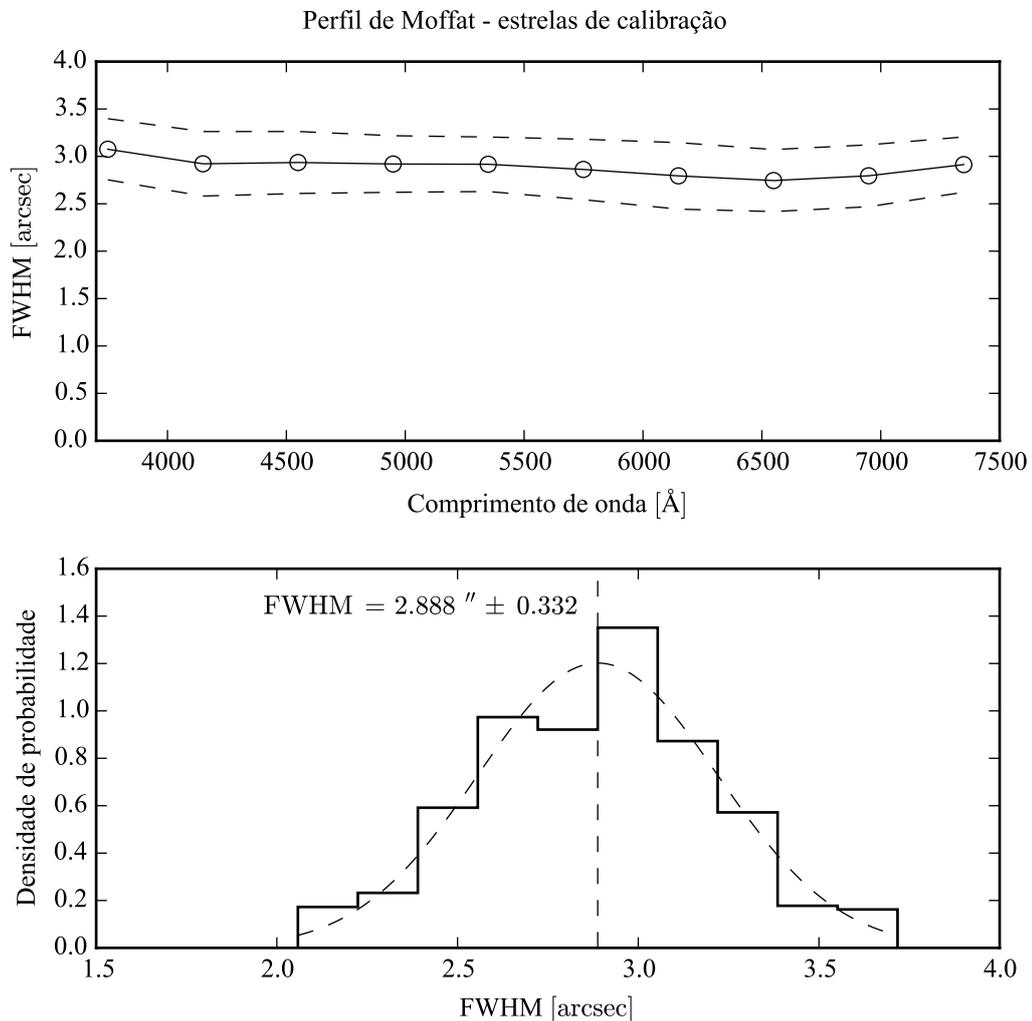 Perfil de Moffat - estrelas de calibração
4.0
3.5
3.0
2.5
2.0
1.5
1.0
0.5
0.0
FWHM [arcsec]
4000 4500 5000 5500 6000 6500 7000 7500
Comprimento de onda [Å]
1.6
1.4
1.2
1.0
0.8
0.6
0.4
0.2
0.0
Densidade de probabilidade
FWHM = 2.888 ″ ± 0.332
1.5 2.0 2.5 3.0 3.5 4.0
FWHM [arcsec]